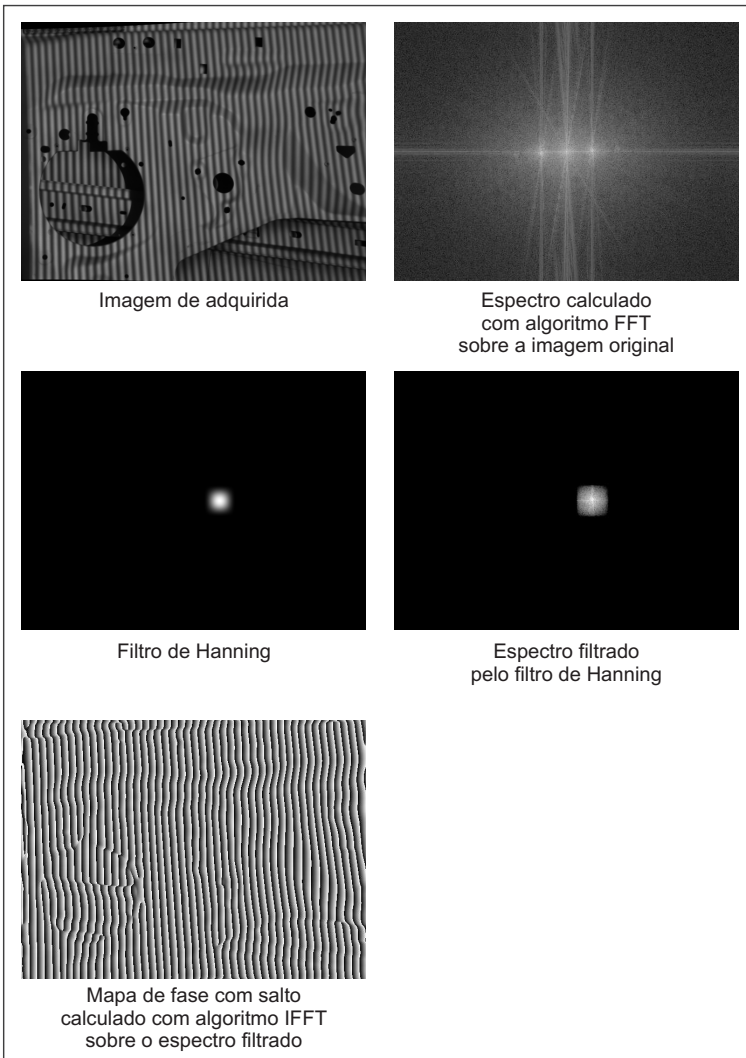 Imagem de adquirida
Espectro calculado
com algoritmo FFT
sobre a imagem original
Filtro de Hanning
Espectro filtrado
pelo filtro de Hanning
Mapa de fase com salto
calculado com algoritmo IFFT
sobre o espectro filtrado